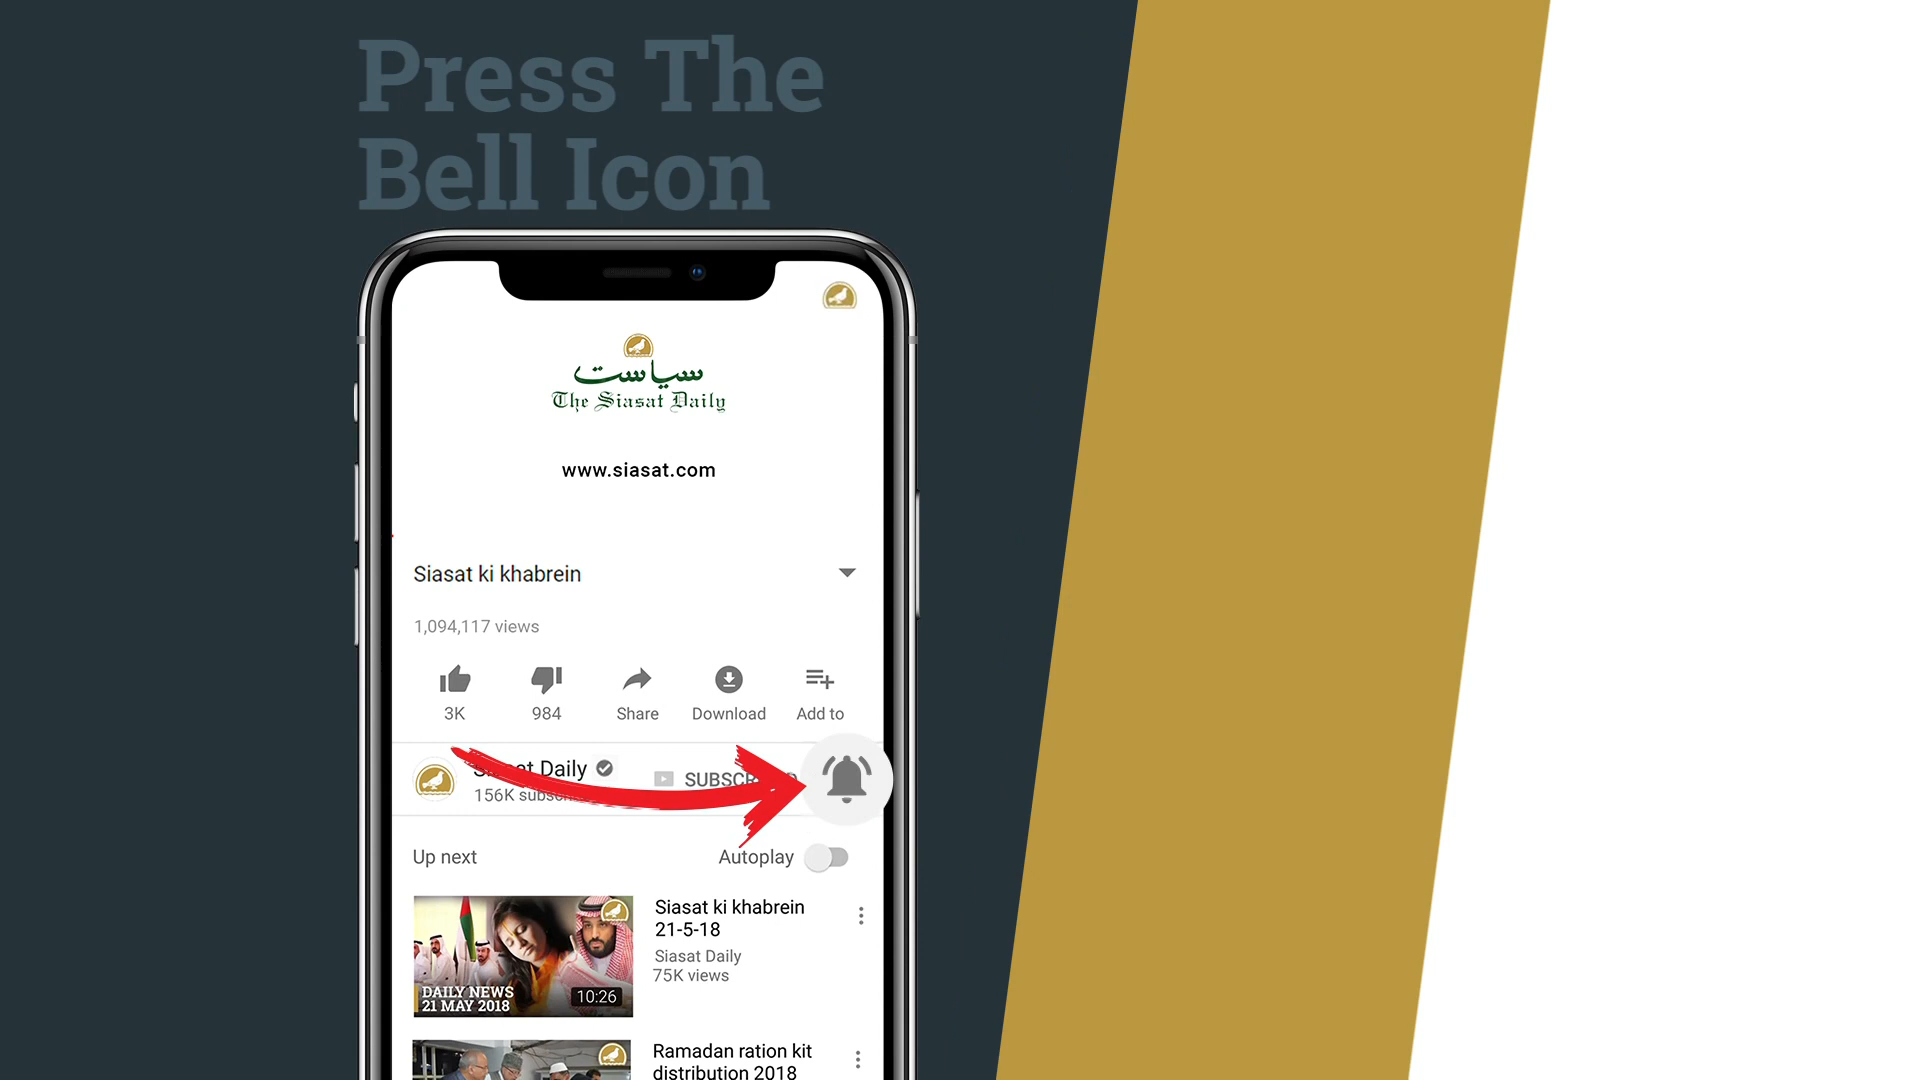 Press The
Bell Icon
سیاست
The Siasat Daily
www.siasat.com
Siasat ki khabrein
1,094,117 views
3K
984
Share
Download
Add to
Siasat Daily
SUBSCRIBED
156K
Up next
Autoplay
Siasat ki khabrein
21-5-18
Siasat Daily
75K views
DAILY NEWS
21 MAY 2018
10:26
Ramadan ration kit
distribution 2018